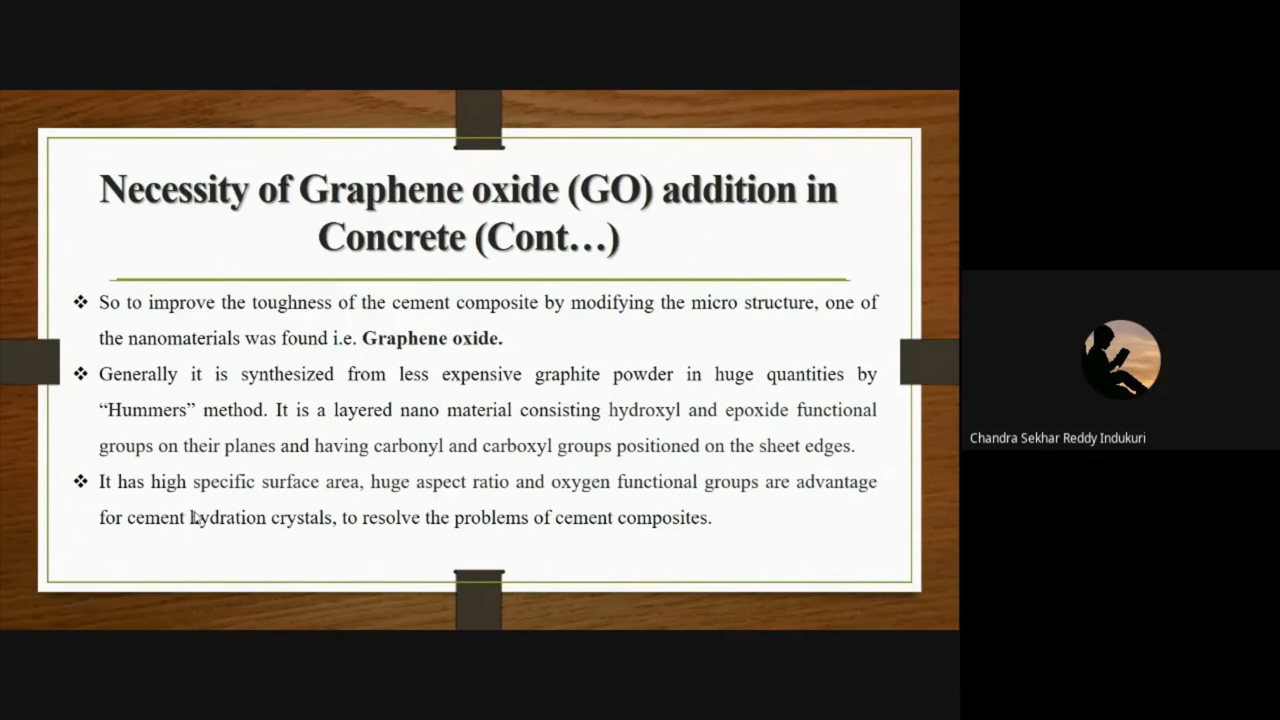 Necessity of Graphene oxide (GO) addition in
Concrete (Cont…)
❖ So to improve the toughness of the cement composite by modifying the micro structure, one of
the nanomaterials was found i.e. Graphene oxide.
❖ Generally it is synthesized from less expensive graphite powder in huge quantities by
“Hummers” method. It is a layered nano material consisting hydroxyl and epoxide functional
groups on their planes and having carbonyl and carboxyl groups positioned on the sheet edges.
❖ It has high specific surface area, huge aspect ratio and oxygen functional groups are advantage
for cement hydration crystals, to resolve the problems of cement composites.
Chandra Sekhar Reddy Indukuri